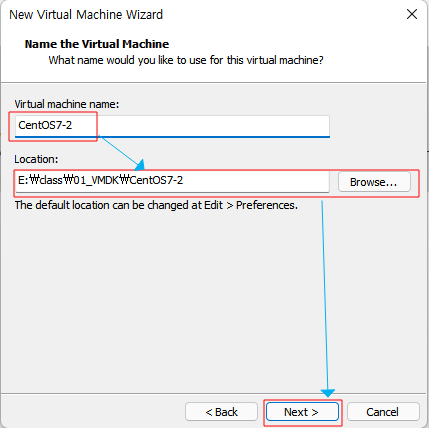 New Virtual Machine Wizard
Name the Virtual Machine
What name would you like to use for this virtual machine?
Virtual machine name:
CentOS7-2
Location:
E:₩class₩01_VMDK₩CentOS7-2
Browse...
The default location can be changed at Edit > Preferences.
< Back
Next >
Cancel